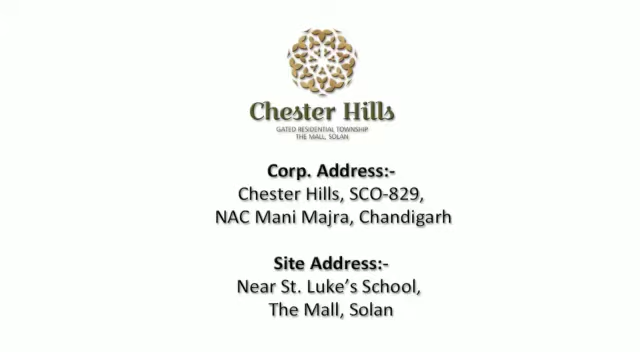 Chester Hills
GATED RESIDENTIAL TOWNSHIP
THE MALL, SOLAN
Corp. Address:-
Chester Hills, SCO-829,
NAC Mani Majra, Chandigarh
Site Address:-
Near St. Luke's School,
The Mall, Solan